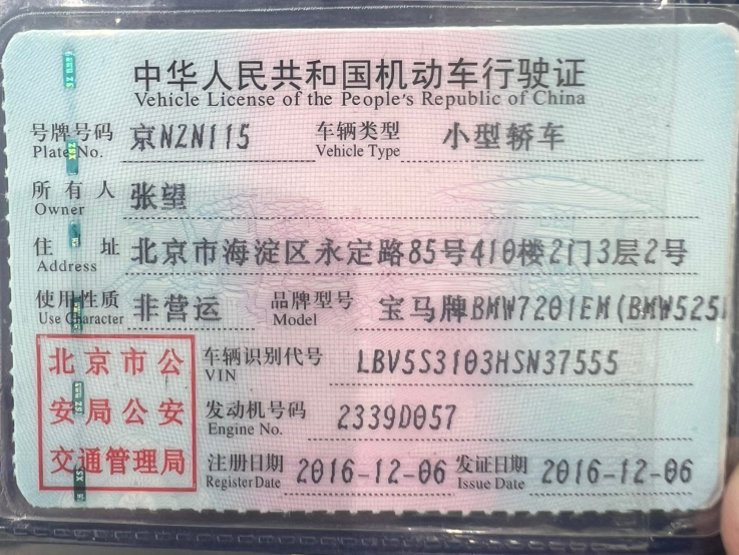 中华人民共和国机动车行驶证
Vehicle License of the People's Republic of China
号牌号码 京NZN115 车辆类型 小型轿车
Plate No. Vehicle Type
所有人 张望
Owner
住址 北京市海淀区永定路85号410楼2门3层2号
Address
使用性质 非营运 品牌型号 宝马牌BMW7201EM(BMW525
Use Character Model
北京市公
安局公安
交通管理局
车辆识别代号 LBV5S3103HSN37555
VIN
发动机号码 2339D057
Engine No.
注册日期 2016-12-06 发证日期 2016-12-06
Register Date Issue Date